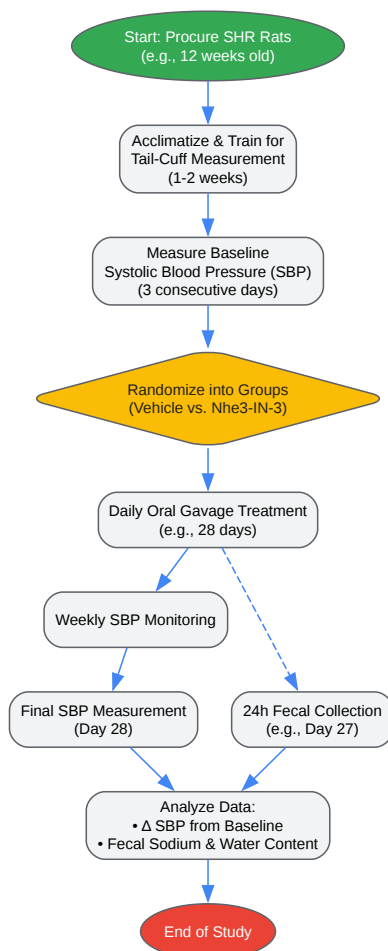 Start: Procure SHR Rats
(e.g., 12 weeks old)
Acclimatize & Train for
Tail-Cuff Measurement
(1-2 weeks)
Measure Baseline
Systolic Blood Pressure (SBP)
(3 consecutive days)
Randomize into Groups
(Vehicle vs. Nhe3-IN-3)
Daily Oral Gavage Treatment
(e.g., 28 days)
Weekly SBP Monitoring
Final SBP Measurement
(Day 28)
24h Fecal Collection
(e.g., Day 27)
Analyze Data:
• Δ SBP from Baseline
• Fecal Sodium & Water Content
End of Study